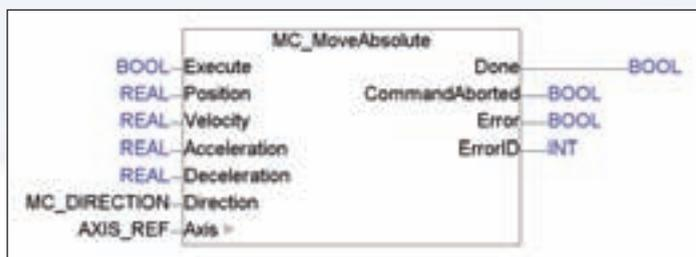 MC_MoveAbsolute
BOOL Execute Done BOOL
REAL Position CommandAborted BOOL
REAL Velocity Error BOOL
REAL Acceleration ErrorID INT
REAL Deceleration
MC_DIRECTION Direction
AXIS_REF Axis